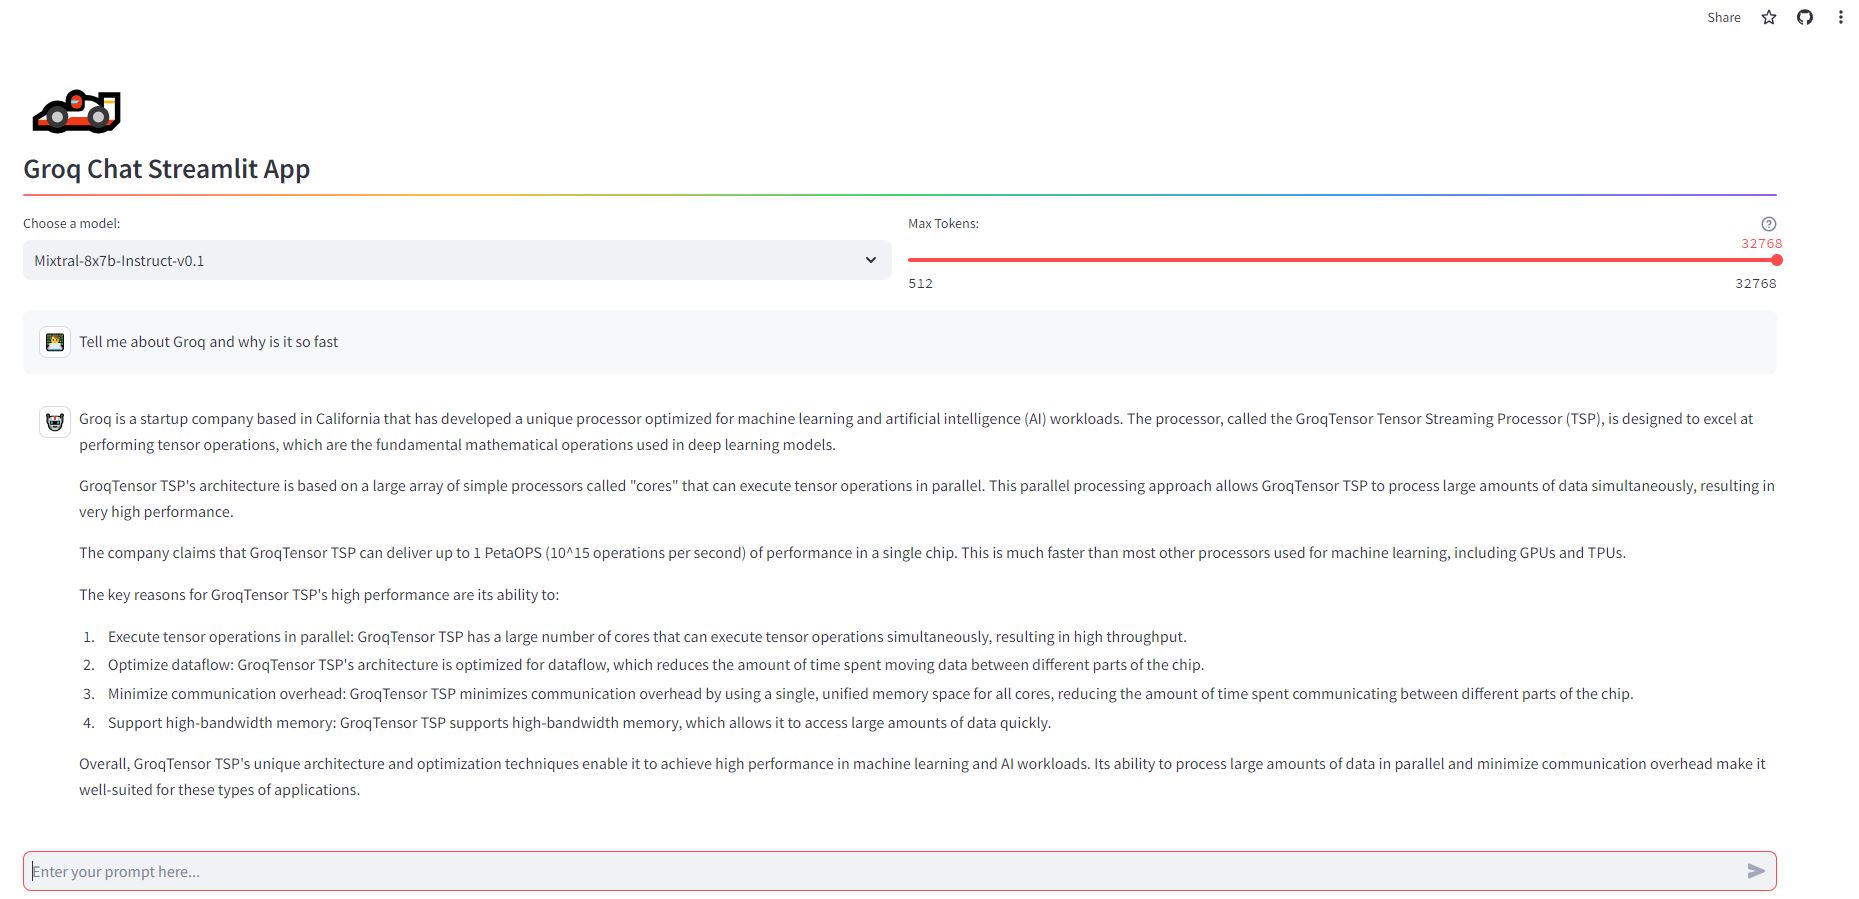 Share
Groq Chat Streamlit App
Choose a model:
Max Tokens:
32768
Mixtral-8x7b-Instruct-v0.1
512
32768
Tell me about Groq and why is it so fast
Groq is a startup company based in California that has developed a unique processor optimized for machine learning and artificial intelligence (AI) workloads. The processor, called the GroqTensor Tensor Streaming Processor (TSP), is designed to excel at
performing tensor operations, which are the fundamental mathematical operations used in deep learning models.
GroqTensor TSP's architecture is based on a large array of simple processors called "cores" that can execute tensor operations in parallel. This parallel processing approach allows GroqTensor TSP to process large amounts of data simultaneously, resulting in
very high performance.
The company claims that GroqTensor TSP can deliver up to 1 PetaOPS (10^15 operations per second) of performance in a single chip. This is much faster than most other processors used for machine learning, including GPUs and TPUs.
The key reasons for GroqTensor TSP's high performance are its ability to:
1. Execute tensor operations in parallel: GroqTensor TSP has a large number of cores that can execute tensor operations simultaneously, resulting in high throughput.
2. Optimize dataflow: GroqTensor TSP's architecture is optimized for dataflow, which reduces the amount of time spent moving data between different parts of the chip.
3. Minimize communication overhead: GroqTensor TSP minimizes communication overhead by using a single, unified memory space for all cores, reducing the amount of time spent communicating between different parts of the chip.
4. Support high-bandwidth memory: GroqTensor TSP supports high-bandwidth memory, which allows it to access large amounts of data quickly.
Overall, GroqTensor TSP's unique architecture and optimization techniques enable it to achieve high performance in machine learning and AI workloads. Its ability to process large amounts of data in parallel and minimize communication overhead make it
well-suited for these types of applications.
Enter your prompt here...